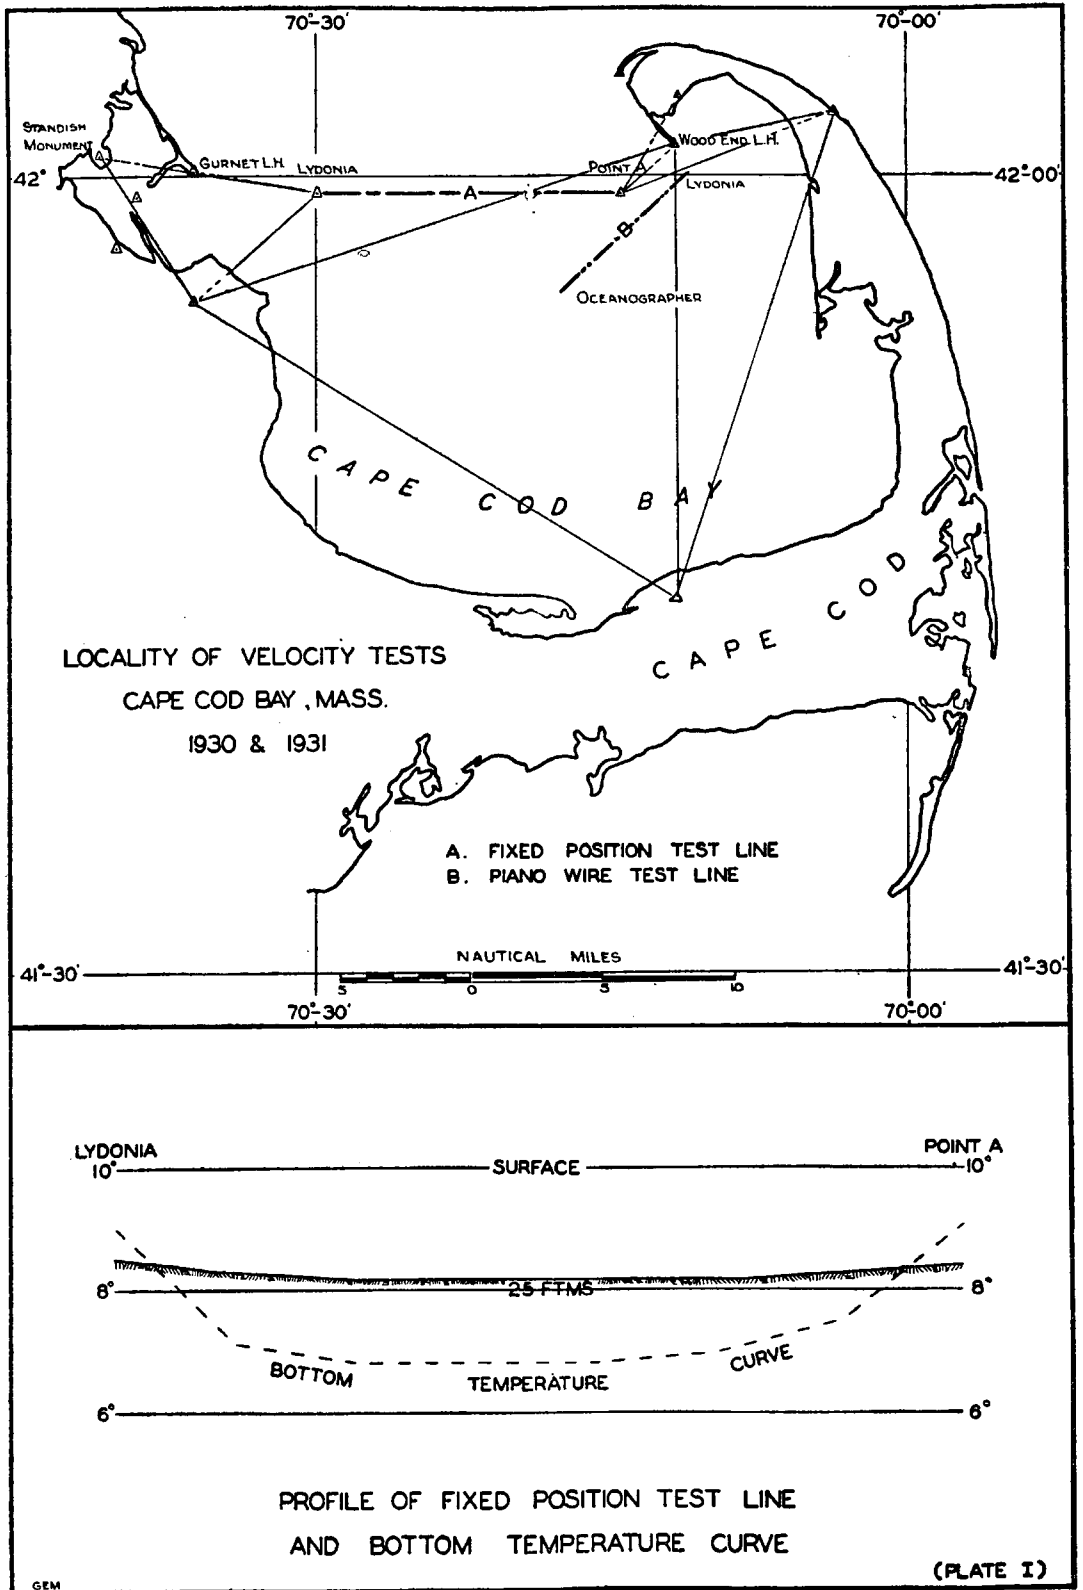 70°-30' 70°-00'
STANDISH
MONUMENT
GURNET L.H.
LYDONIA
WOOD END L.H.
POINT A
42° 42°-00'
A
LYDONIA
B
OCEANOGRAPHER
CAPE COD BAY
CAPE COD
LOCALITY OF VELOCITY TESTS
CAPE COD BAY, MASS.
1930 & 1931
A. FIXED POSITION TEST LINE
B. PIANO WIRE TEST LINE
NAUTICAL MILES
41°-30' 41°-30'
5 0 5 10
70°-30' 70°-00'
LYDONIA POINT A
10° SURFACE 10°
8° 25 FTMS 8°
BOTTOM TEMPERATURE CURVE
6° 6°
PROFILE OF FIXED POSITION TEST LINE
AND BOTTOM TEMPERATURE CURVE
(PLATE I)
GEM